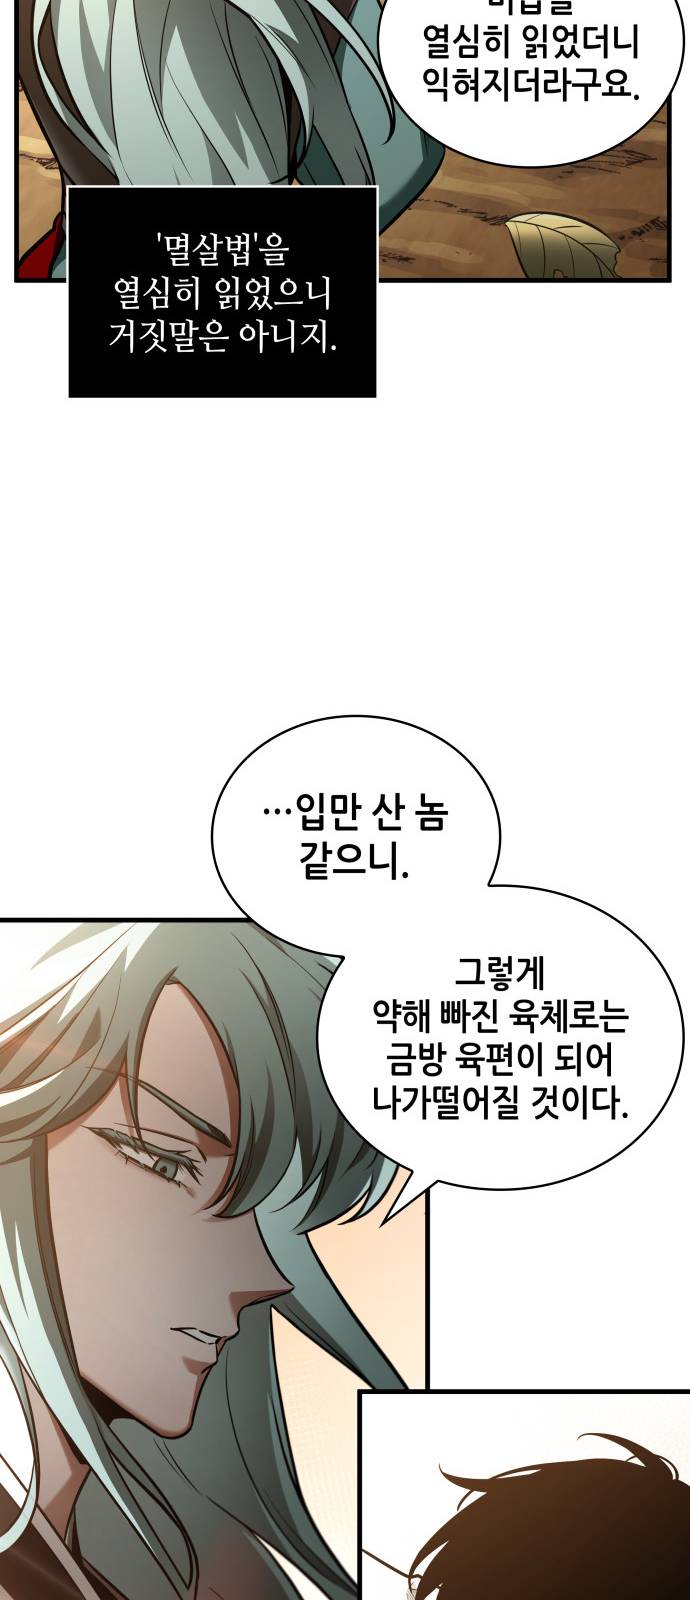 열심히 읽었더니
익혀지더라구요.
'멸살법'을
열심히 읽었으니
거짓말은 아니지.
…입만 산 놈
같으니.
그렇게
약해 빠진 육체로는
금방 육편이 되어
나가떨어질 것이다.